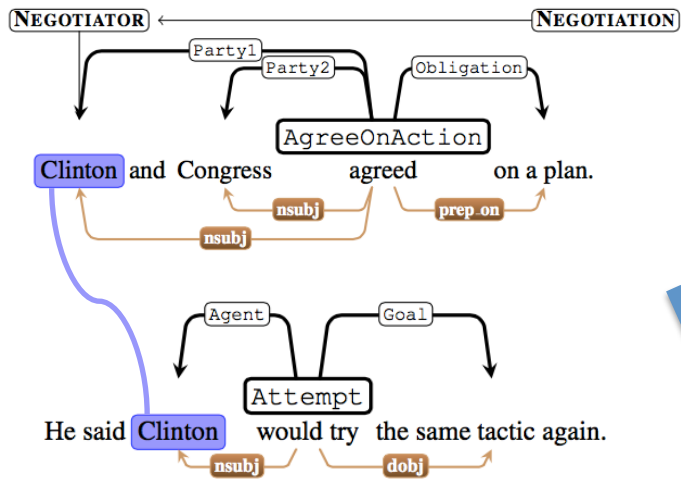 NEGOTIATOR NEGOTIATION
Party1
Party2 Obligation
AgreeOnAction
Clinton and Congress agreed on a plan.
nsubj prep_on
nsubj
Agent Goal
Attempt
He said Clinton would try the same tactic again.
nsubj dobj